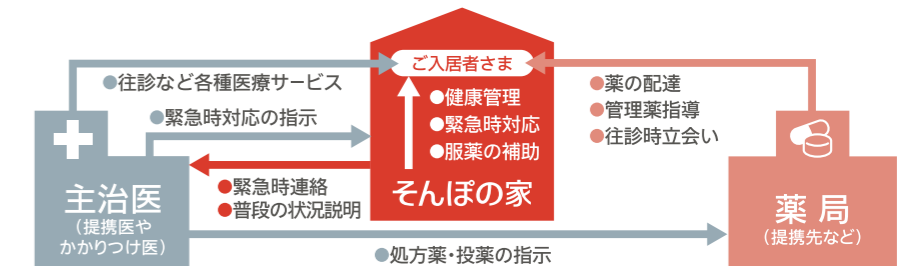 ご入居者さま
●往診など各種医療サービス
●緊急時対応の指示
●健康管理
●緊急時対応
●服薬の補助
●薬の配達
●管理薬指導
●往診時立会い
主治医
(提携医や
かかりつけ医)
●緊急時連絡
●普段の状況説明
そんぽの家
薬局
(提携先など)
●処方薬・投薬の指示